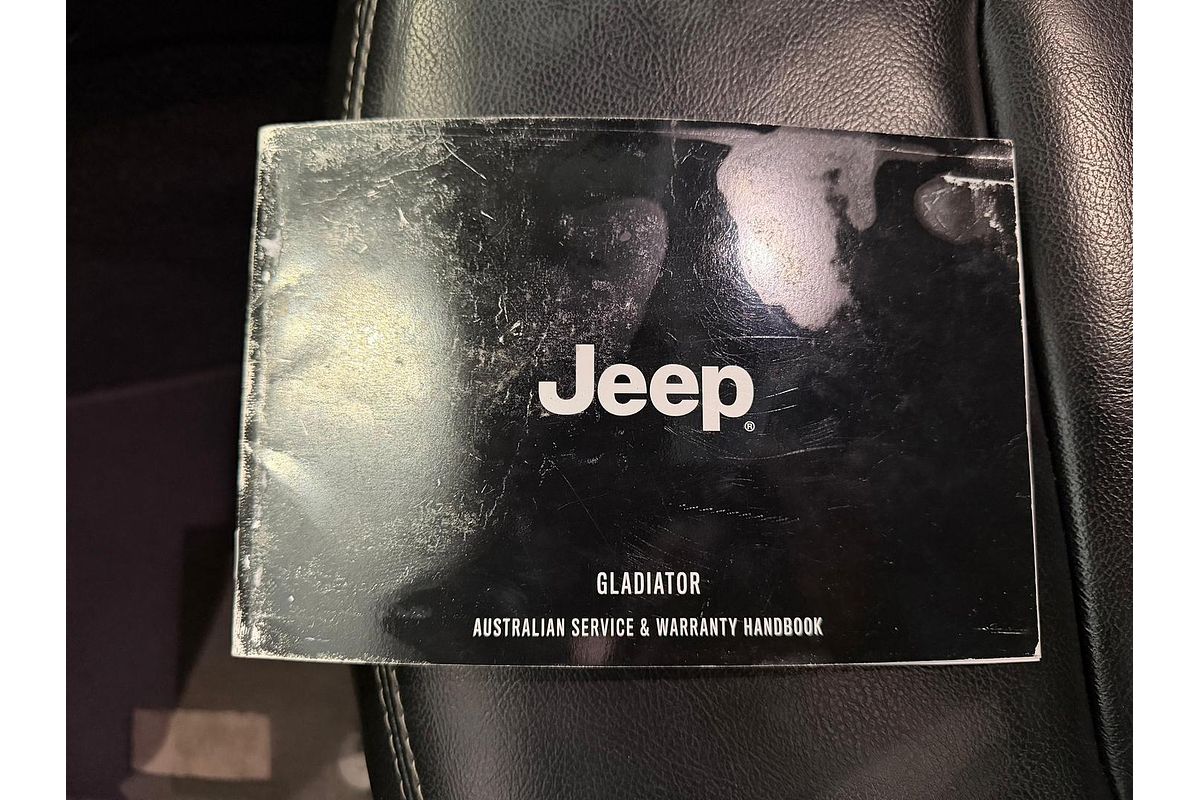 Jeep®
GLADIATOR
AUSTRALIAN SERVICE & WARRANTY HANDBOOK